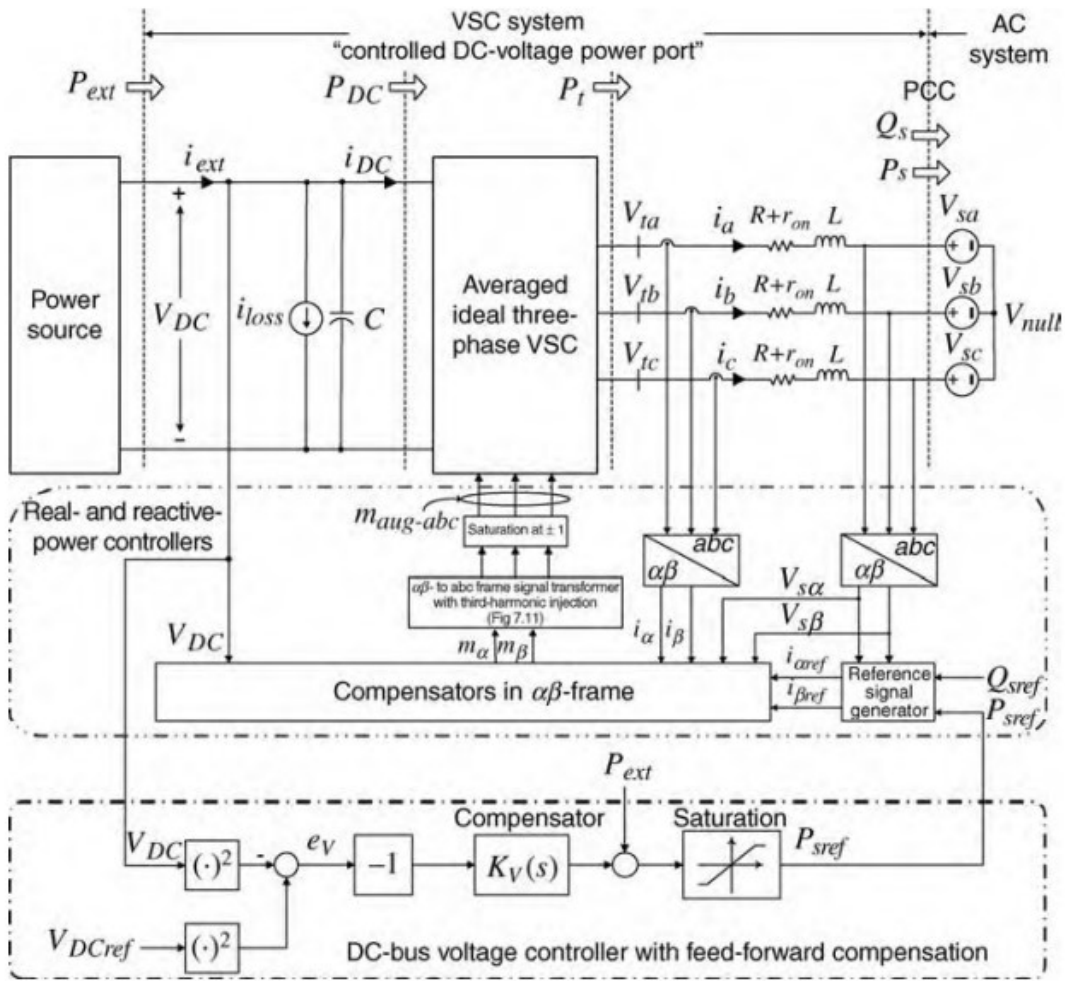 VSC system
"controlled DC-voltage power port"
AC
system
P_ext
P_DC
P_t
PCC
Q_s
P_s
i_ext
i_DC
Power
source
+
V_DC
-
i_loss
C
Averaged
ideal three-
phase VSC
V_ta
i_a
R+r_on
L
V_sa
+
V_tb
i_b
R+r_on
L
V_sb
+
V_null
V_tc
i_c
R+r_on
L
V_sc
+
Real- and reactive-
power controllers
m_aug-abc
Saturation at ± 1
αβ- to abc frame signal transformer
with third-harmonic injection
(Fig 7.11)
abc
αβ
abc
αβ
V_sα
V_sβ
V_DC
m_α
m_β
i_α
i_β
i_αref
i_βref
Compensators in αβ-frame
Reference
signal
generator
Q_sref
P_sref
P_ext
V_DC
(·)²
-
e_V
−1
Compensator
K_V(s)
Saturation
P_sref
V_DCref
(·)²
DC-bus voltage controller with feed-forward compensation